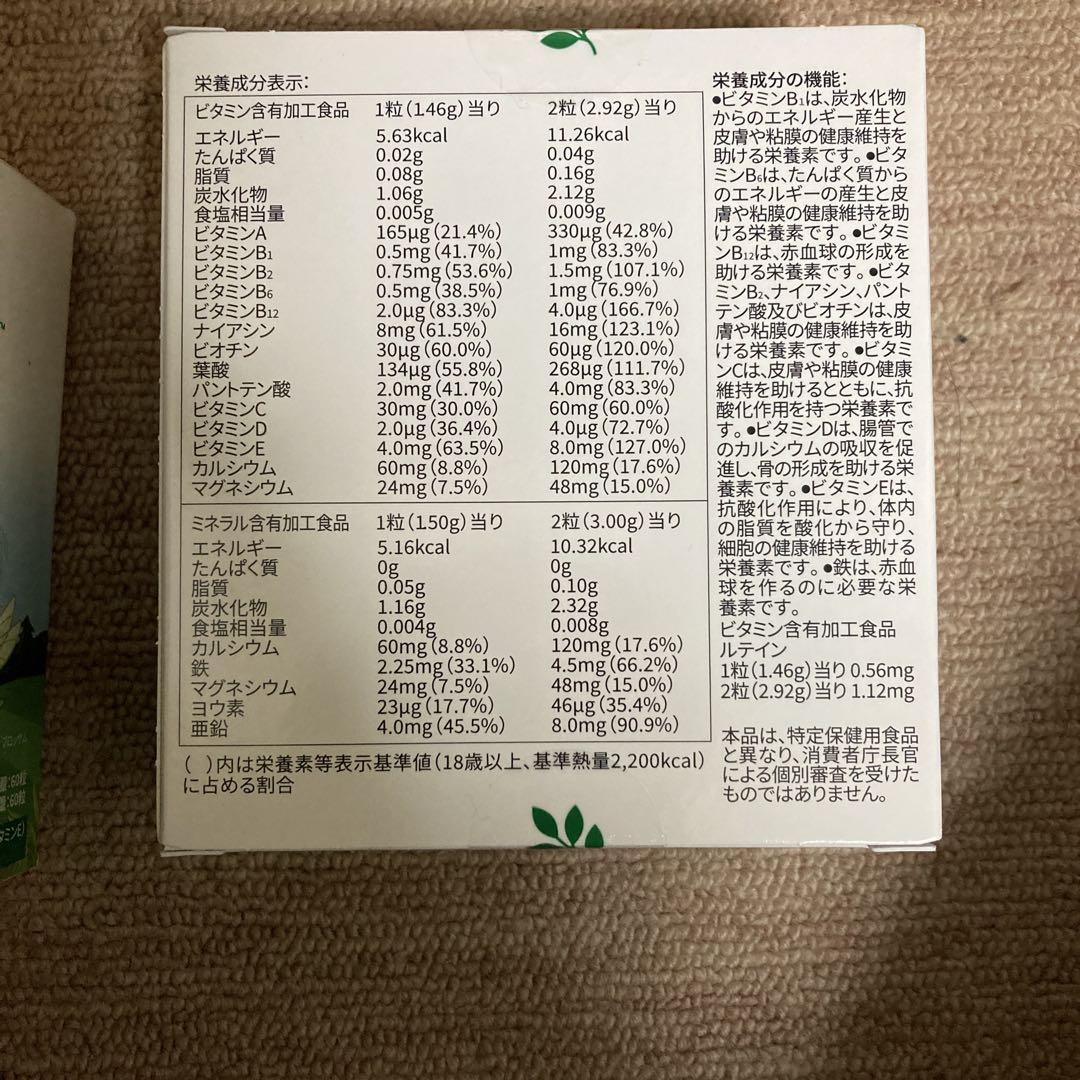 栄養成分表示:
ビタミン含有加工食品 1粒(1.46g)当り 2粒(2.92g)当り
エネルギー 5.63kcal 11.26kcal
たんぱく質 0.02g 0.04g
脂質 0.08g 0.16g
炭水化物 1.06g 2.12g
食塩相当量 0.005g 0.009g
ビタミンA 165μg(21.4%) 330μg(42.8%)
ビタミンB1 0.5mg(41.7%) 1mg(83.3%)
ビタミンB2 0.75mg(53.6%) 1.5mg(107.1%)
ビタミンB6 0.5mg(38.5%) 1mg(76.9%)
ビタミンB12 2.0μg(83.3%) 4.0μg(166.7%)
ナイアシン 8mg(61.5%) 16mg(123.1%)
ビオチン 30μg(60.0%) 60μg(120.0%)
葉酸 134μg(55.8%) 268μg(111.7%)
パントテン酸 2.0mg(41.7%) 4.0mg(83.3%)
ビタミンC 30mg(30.0%) 60mg(60.0%)
ビタミンD 2.0μg(36.4%) 4.0μg(72.7%)
ビタミンE 4.0mg(63.5%) 8.0mg(127.0%)
カルシウム 60mg(8.8%) 120mg(17.6%)
マグネシウム 24mg(7.5%) 48mg(15.0%)
ミネラル含有加工食品 1粒(1.50g)当り 2粒(3.00g)当り
エネルギー 5.16kcal 10.32kcal
たんぱく質 0g 0g
脂質 0.05g 0.10g
炭水化物 1.16g 2.32g
食塩相当量 0.004g 0.008g
カルシウム 60mg(8.8%) 120mg(17.6%)
鉄 2.25mg(33.1%) 4.5mg(66.2%)
マグネシウム 24mg(7.5%) 48mg(15.0%)
ヨウ素 23μg(17.7%) 46μg(35.4%)
亜鉛 4.0mg(45.5%) 8.0mg(90.9%)
( )内は栄養素等表示基準値(18歳以上、基準熱量2,200kcal)
に占める割合
栄養成分の機能:
●ビタミンB1は、炭水化物
からのエネルギー産生と
皮膚や粘膜の健康維持を
助ける栄養素です。●ビタ
ミンB6は、たんぱく質から
のエネルギーの産生と皮
膚や粘膜の健康維持を助
ける栄養素です。●ビタミ
ンB12は、赤血球の形成を
助ける栄養素です。●ビタ
ミンB2、ナイアシン、パント
テン酸及びビオチンは、皮
膚や粘膜の健康維持を助
ける栄養素です。●ビタミ
ンCは、皮膚や粘膜の健康
維持を助けるとともに、抗
酸化作用を持つ栄養素で
す。●ビタミンDは、腸管で
のカルシウムの吸収を促
進し、骨の形成を助ける栄
養素です。●ビタミンEは、
抗酸化作用により、体内
の脂質を酸化から守り、
細胞の健康維持を助ける
栄養素です。●鉄は、赤血
球を作るのに必要な栄
養素です。
ビタミン含有加工食品
ルテイン
1粒(1.46g)当り 0.56mg
2粒(2.92g)当り 1.12mg
本品は、特定保健用食品
と異なり、消費者庁長官
による個別審査を受けた
ものではありません。
:60粒
:60粒
タミンE)